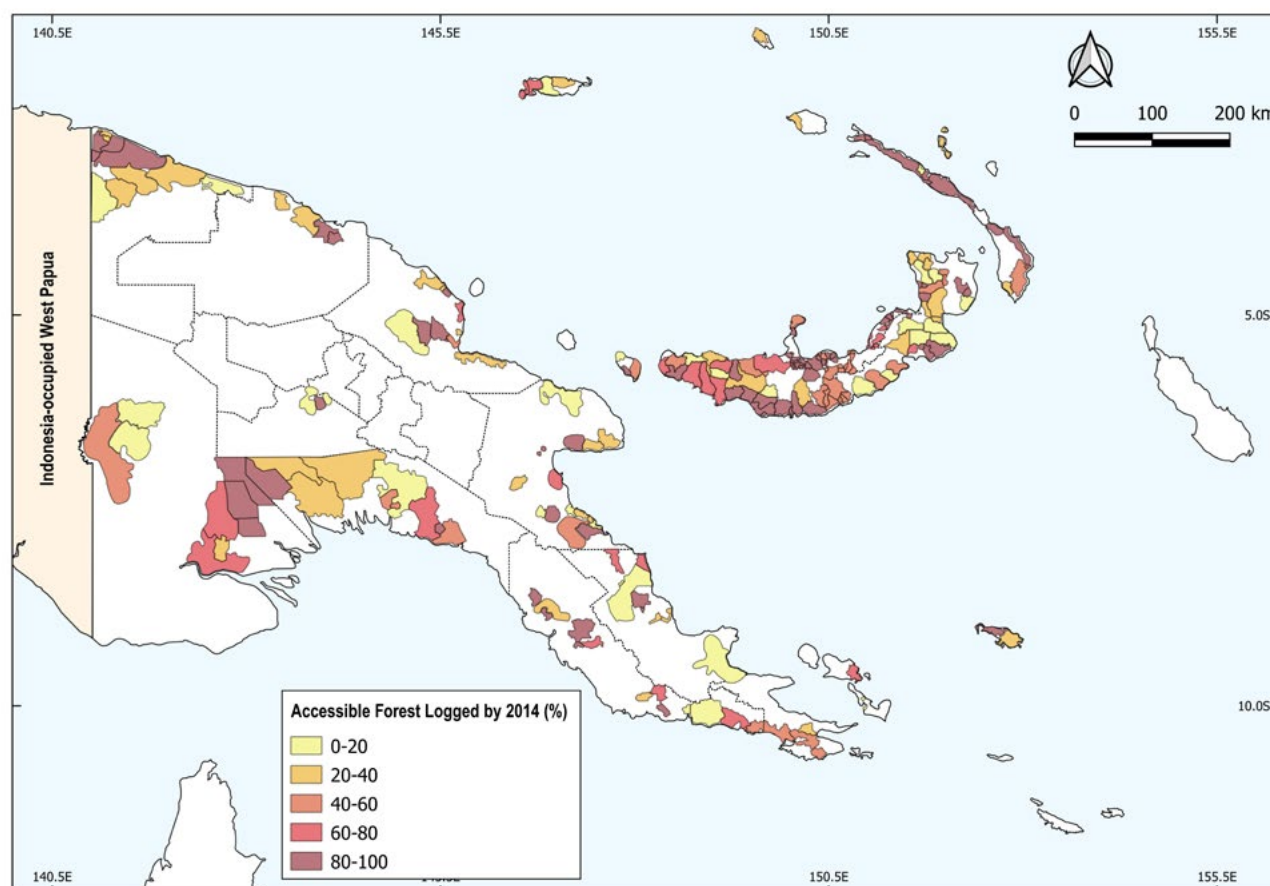 140.5E 145.5E 150.5E 155.5E
0 100 200 km
Indonesia-occupied West Papua
5.0S
10.0S
Accessible Forest Logged by 2014 (%)
0-20
20-40
40-60
60-80
80-100
140.5E 150.5E 155.5E